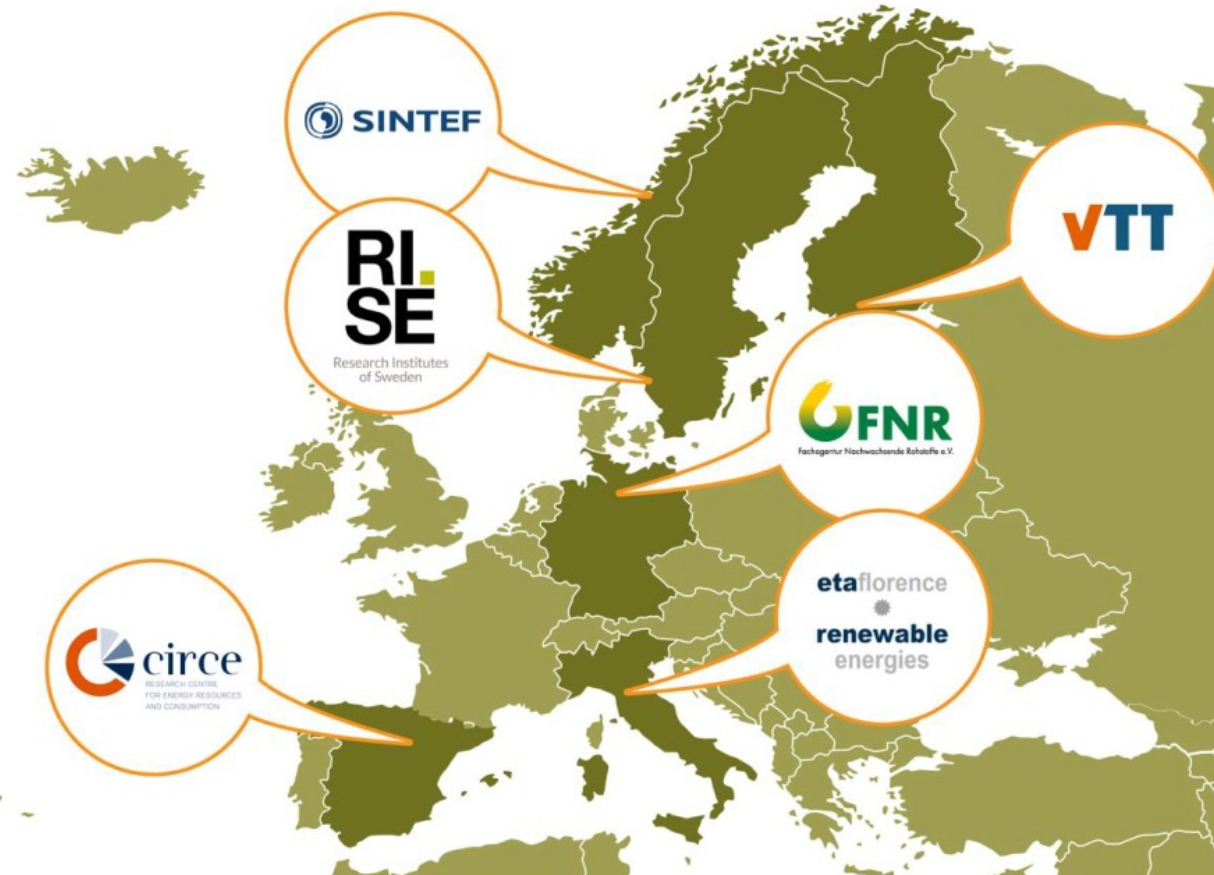 SINTEF
RI.
SE
Research Institutes
of Sweden
VTT
FNR
Fachagentur Nachwachsende Rohstoffe e.V.
etaflorence
renewable
energies
circe
RESEARCH CENTRE
FOR ENERGY RESOURCES
AND CONSUMPTION